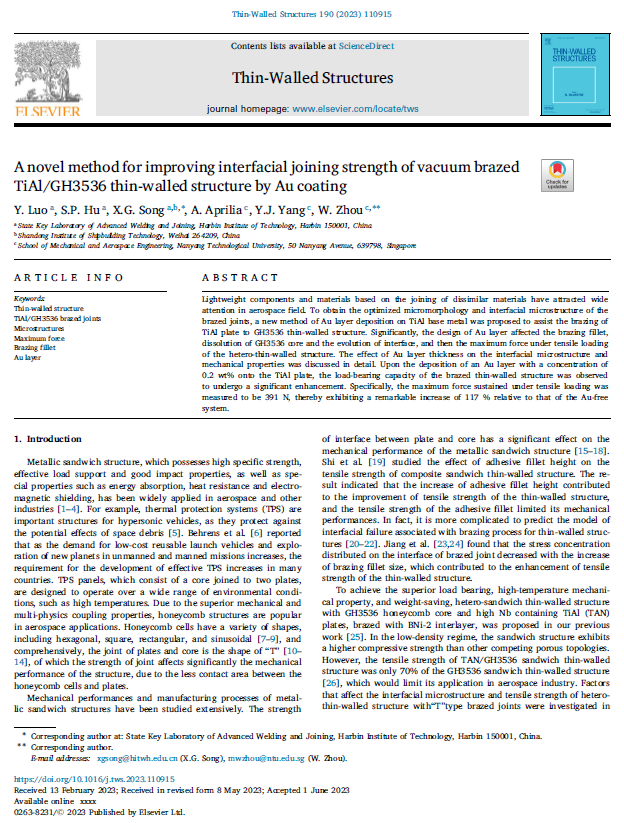 Thin-Walled Structures 190 (2023) 110915
Contents lists available at ScienceDirect
Thin-Walled Structures
journal homepage: www.elsevier.com/locate/tws
ELSEVIER
THIN-WALLED
STRUCTURES
A novel method for improving interfacial joining strength of vacuum brazed
TiAl/GH3536 thin-walled structure by Au coating
Check for
updates
Y. Luo a, S.P. Hu a, X.G. Song a,b,*, A. Aprilia c, Y.J. Yang c, W. Zhou c,**
a State Key Laboratory of Advanced Welding and Joining, Harbin Institute of Technology, Harbin 150001, China
b Shandong Institute of Shipbuilding Technology, Weihai 264209, China
c School of Mechanical and Aerospace Engineering, Nanyang Technological University, 50 Nanyang Avenue, 639798, Singapore
ARTICLE INFO
Keywords:
Thin-walled structure
TiAl/GH3536 brazed joints
Microstructures
Maximum force
Brazing fillet
Au layer
ABSTRACT
Lightweight components and materials based on the joining of dissimilar materials have attracted wide
attention in aerospace field. To obtain the optimized micromorphology and interfacial microstructure of the
brazed joints, a new method of Au layer deposition on TiAl base metal was proposed to assist the brazing of
TiAl plate to GH3536 thin-walled structure. Significantly, the design of Au layer affected the brazing fillet,
dissolution of GH3536 core and the evolution of interface, and then the maximum force under tensile loading
of the hetero-thin-walled structure. The effect of Au layer thickness on the interfacial microstructure and
mechanical properties was discussed in detail. Upon the deposition of an Au layer with a concentration of
0.2 wt% onto the TiAl plate, the load-bearing capacity of the brazed thin-walled structure was observed
to undergo a significant enhancement. Specifically, the maximum force sustained under tensile loading was
measured to be 391 N, thereby exhibiting a remarkable increase of 117 % relative to that of the Au-free
system.
1. Introduction
Metallic sandwich structure, which possesses high specific strength,
effective load support and good impact properties, as well as spe-
cial properties such as energy absorption, heat resistance and electro-
magnetic shielding, has been widely applied in aerospace and other
industries [1–4]. For example, thermal protection systems (TPS) are
important structures for hypersonic vehicles, as they protect against
the potential effects of space debris [5]. Behrens et al. [6] reported
that as the demand for low-cost reusable launch vehicles and explo-
ration of new planets in unmanned and manned missions increases, the
requirement for the development of effective TPS increases in many
countries. TPS panels, which consist of a core joined to two plates,
are designed to operate over a wide range of environmental condi-
tions, such as high temperatures. Due to the superior mechanical and
multi-physics coupling properties, honeycomb structures are popular
in aerospace applications. Honeycomb cells have a variety of shapes,
including hexagonal, square, rectangular, and sinusoidal [7–9], and
comprehensively, the joint of plates and core is the shape of "T" [10–
14], of which the strength of joint affects significantly the mechanical
performance of the structure, due to the less contact area between the
honeycomb cells and plates.
Mechanical properties and manufacturing processes of metal-
lic sandwich structures have been studied extensively. The strength
of interface between plate and core has a significant effect on the
mechanical performance of the metallic sandwich structure [15–18].
Shi et al. [19] studied the effect of adhesive fillet height on the
tensile strength of composite sandwich thin-walled structure. The re-
sult indicated that the increase of adhesive fillet height contributed
to the improvement of tensile strength of the thin-walled structure,
and the tensile strength of the adhesive fillet limited its mechanical
performances. In fact, it is more complicated to predict the model of
interfacial failure associated with brazing process for thin-walled struc-
tures [20–22]. Jiang et al. [23,24] found that the stress concentration
distributed on the interface of brazed joint decreased with the increase
of brazing fillet size, which contributed to the enhancement of tensile
strength of the thin-walled structure.
To achieve the superior load bearing, high-temperature mechani-
cal property, and weight-saving, hetero-sandwich thin-walled structure
with GH3536 honeycomb core and high Nb containing TiAl (TAN)
plates, brazed with BNi-2 interlayer, was proposed in our previous
work [25]. In the low-density regime, the sandwich structure exhibits
a higher compressive strength than other competing porous topologies.
However, the tensile strength of TAN/GH3536 sandwich thin-walled
structure was only 70% of the GH3536 sandwich thin-walled structure
[26], which would limit its application in aerospace industry. Factors
that affect the interfacial microstructure and tensile strength of hetero-
thin-walled structure with"T"type brazed joints were investigated in
* Corresponding author at: State Key Laboratory of Advanced Welding and Joining, Harbin Institute of Technology, Harbin 150001, China.
** Corresponding author.
E-mail addresses: xgsong@hitwh.edu.cn (X.G. Song), mwzhou@ntu.edu.sg (W. Zhou).
https://doi.org/10.1016/j.tws.2023.110915
Received 13 February 2023; Received in revised form 8 May 2023; Accepted 1 June 2023
Available online xxxx
0263-8231/© 2023 Published by Elsevier Ltd.